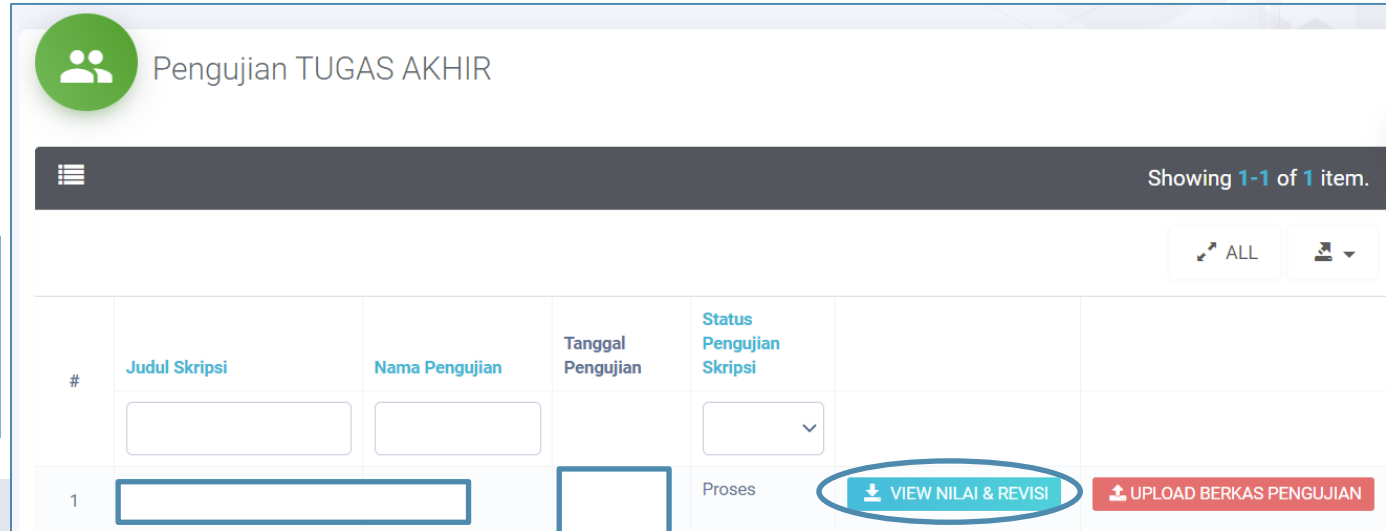 Pengujian TUGAS AKHIR
Showing 1-1 of 1 item.
ALL
#
Judul Skripsi
Nama Pengujian
Tanggal
Pengujian
Status
Pengujian
Skripsi
1
Proses
VIEW NILAI & REVISI
UPLOAD BERKAS PENGUJIAN